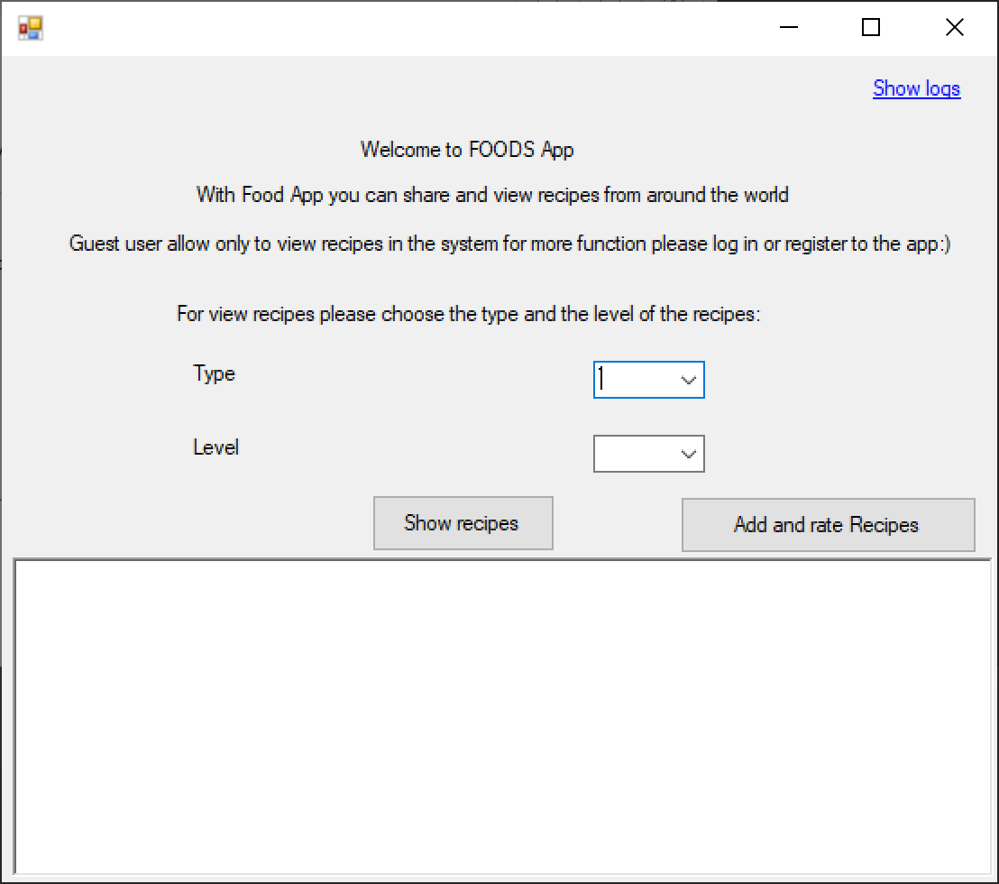 Show logs
Welcome to FOODS App
With Food App you can share and view recipes from around the world
Guest user allow only to view recipes in the system for more function please log in or register to the app:)
For view recipes please choose the type and the level of the recipes:
Type
Level
Show recipes
Add and rate Recipes